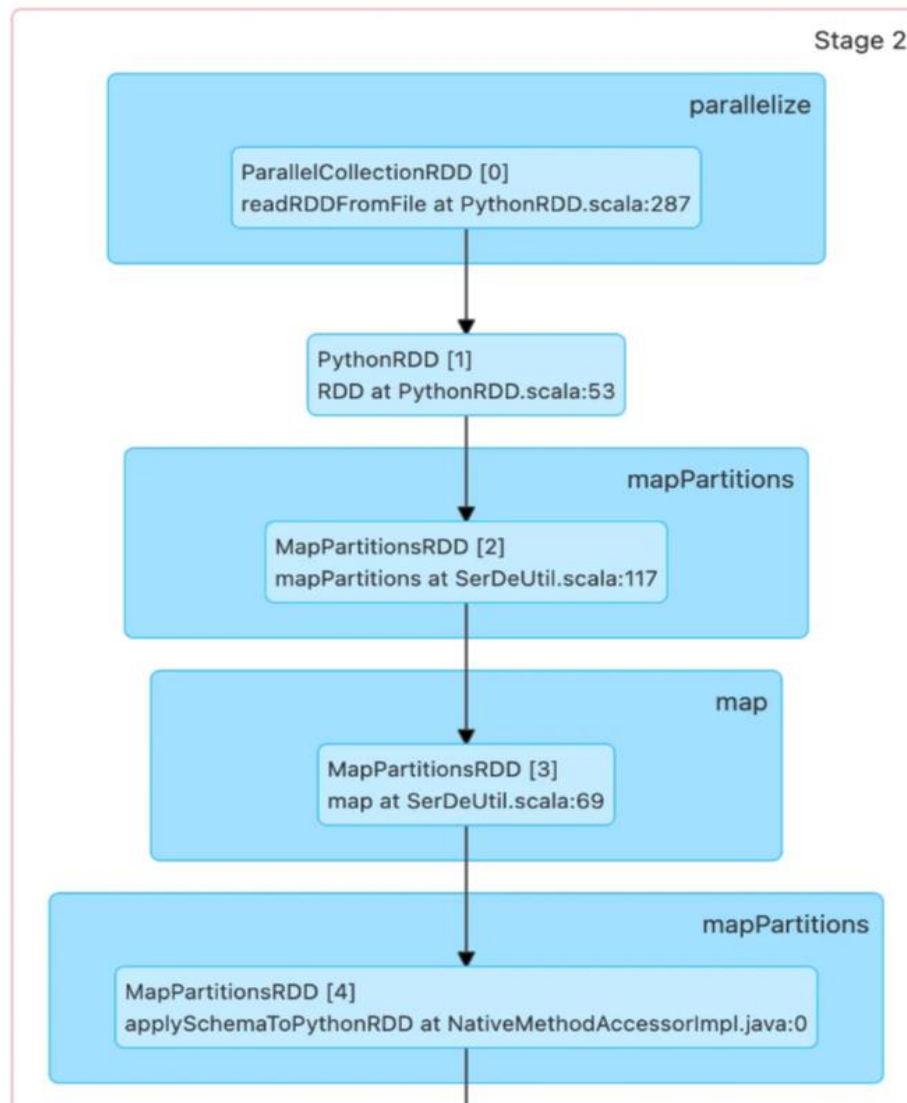 Stage 2
parallelize
ParallelCollectionRDD [0]
readRDDFromFile at PythonRDD.scala:287
PythonRDD [1]
RDD at PythonRDD.scala:53
mapPartitions
MapPartitionsRDD [2]
mapPartitions at SerDeUtil.scala:117
map
MapPartitionsRDD [3]
map at SerDeUtil.scala:69
mapPartitions
MapPartitionsRDD [4]
applySchemaToPythonRDD at NativeMethodAccessorImpl.java:0